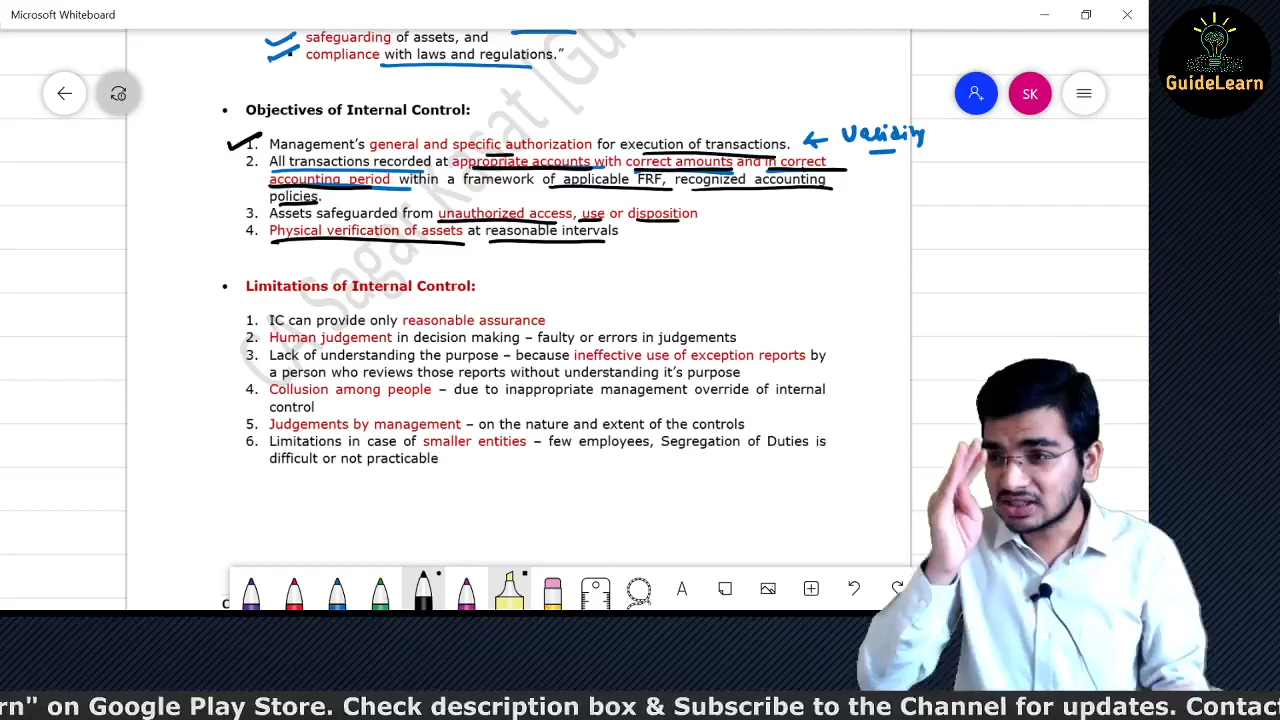 Microsoft Whiteboard
safeguarding of assets, and
compliance with laws and regulations.”
GuideLearn
SK
• Objectives of Internal Control:
1. Management’s general and specific authorization for execution of transactions. ← Validity
2. All transactions recorded at appropriate accounts with correct amounts and in correct
accounting period within a framework of applicable FRF, recognized accounting
policies.
3. Assets safeguarded from unauthorized access, use or disposition
4. Physical verification of assets at reasonable intervals
• Limitations of Internal Control:
1. IC can provide only reasonable assurance
2. Human judgement in decision making – faulty or errors in judgements
3. Lack of understanding the purpose – because ineffective use of exception reports by
a person who reviews those reports without understanding it’s purpose
4. Collusion among people – due to inappropriate management override of internal
control
5. Judgements by management – on the nature and extent of the controls
6. Limitations in case of smaller entities – few employees, Segregation of Duties is
difficult or not practicable
CA Sagar Kasat [Gu
rn" on Google Play Store. Check description box & Subscribe to the Channel for updates. Contac